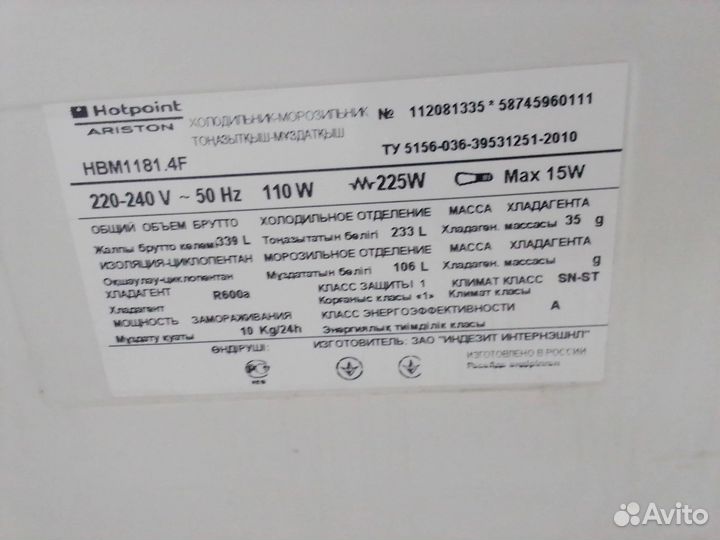 Hotpoint
ARISTON
ХОЛОДИЛЬНИК-МОРОЗИЛЬНИК
ТОҢАЗЫТҚЫШ-МҰЗДАТҚЫШ
№ 112081335 * 58745960111
ТУ 5156-036-39531251-2010
HBM1181.4F
220-240 V ~ 50 Hz 110 W 225W Max 15W
ОБЩИЙ ОБЪЕМ БРУТТО ХОЛОДИЛЬНОЕ ОТДЕЛЕНИЕ МАССА ХЛАДАГЕНТА
Жалпы брутто көлем 339 L Тоңазытатын бөлігі 233 L Хладаген. массасы 35 g
ИЗОЛЯЦИЯ-ЦИКЛОПЕНТАН МОРОЗИЛЬНОЕ ОТДЕЛЕНИЕ МАССА ХЛАДАГЕНТА
Оқшаулау-циклопентан Мұздататын бөлігі 106 L Хладаген. массасы g
ХЛАДАГЕНТ R600a КЛАСС ЗАЩИТЫ 1 КЛИМАТ КЛАСС SN-ST
Хладагент Қорғаныс класы «1» Климат класы
МОЩНОСТЬ ЗАМОРАЖИВАНИЯ КЛАСС ЭНЕРГОЭФФЕКТИВНОСТИ A
Мұздату қуаты 10 Kg/24h Энергиялық тиімділік класы
ӨНДІРУШІ: ИЗГОТОВИТЕЛЬ: ЗАО "ИНДЕЗИТ ИНТЕРНЭШНЛ"
ИЗГОТОВЛЕНО В РОССИИ
Avito